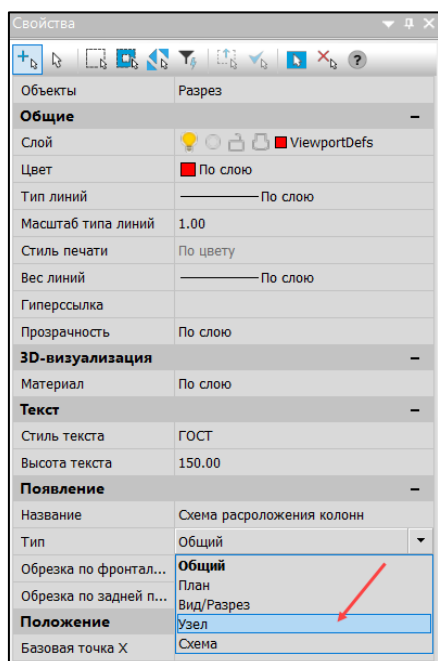 Свойства
?
Объекты Разрез
Общие
Слой ViewportDefs
Цвет По слою
Тип линий По слою
Масштаб типа линий 1.00
Стиль печати По цвету
Вес линий По слою
Гиперссылка
Прозрачность По слою
3D-визуализация
Материал По слою
Текст
Стиль текста ГОСТ
Высота текста 150.00
Появление
Название Схема расроложения колонн
Тип Общий
Обрезка по фронтал... Общий
План
Обрезка по задней п... Вид/Разрез
Положение Узел
Базовая точка X Схема